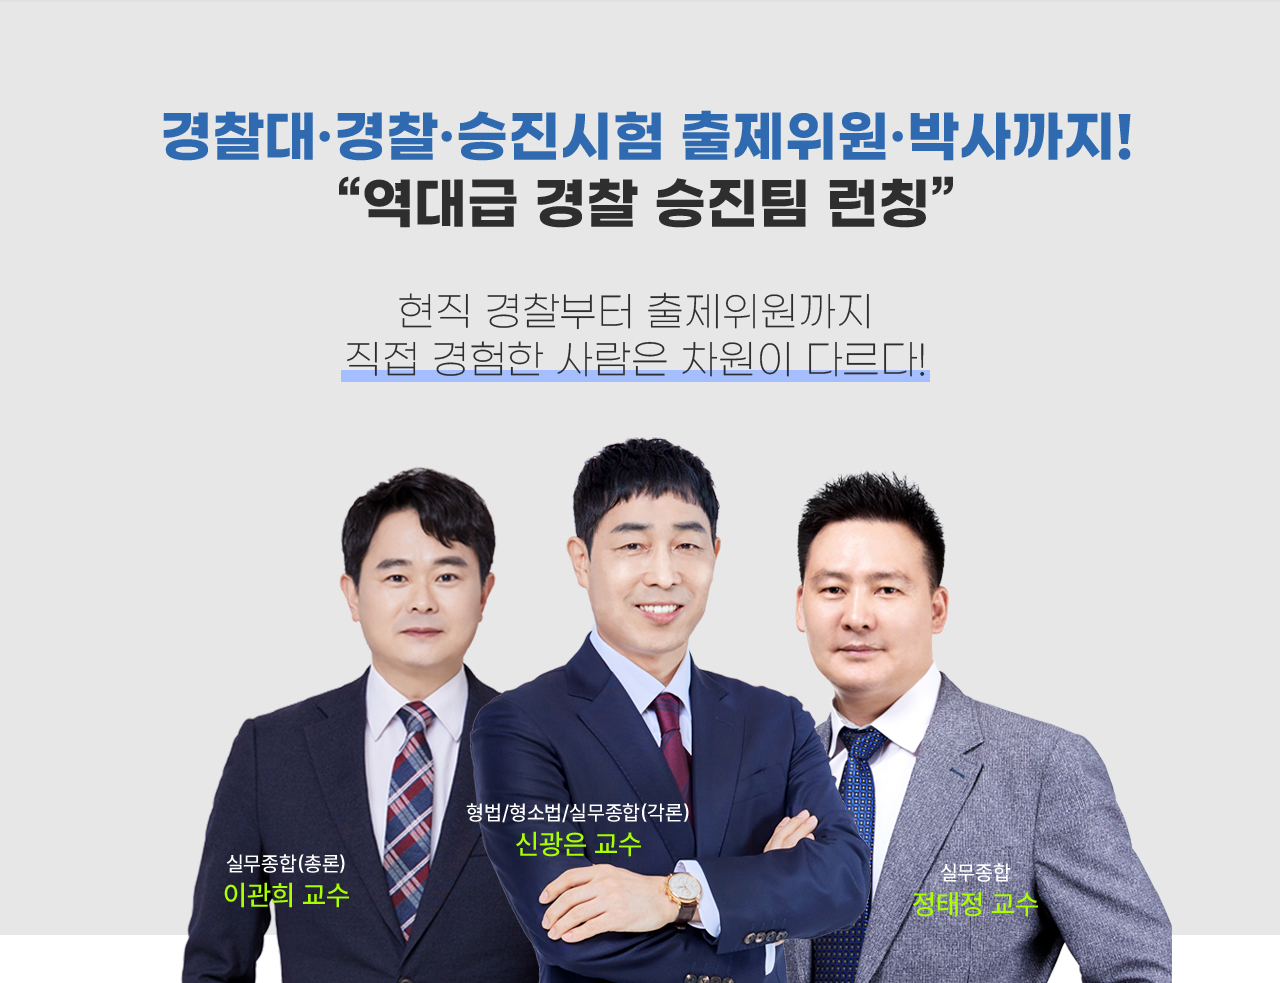 경찰대·경찰·승진시험 출제위원·박사까지!
“역대급 경찰 승진팀 런칭”
현직 경찰부터 출제위원까지
직접 경험한 사람은 차원이 다르다!
형법/형소법/실무종합(각론)
신광은 교수
실무종합(총론)
이관희 교수
실무종합
정태정 교수